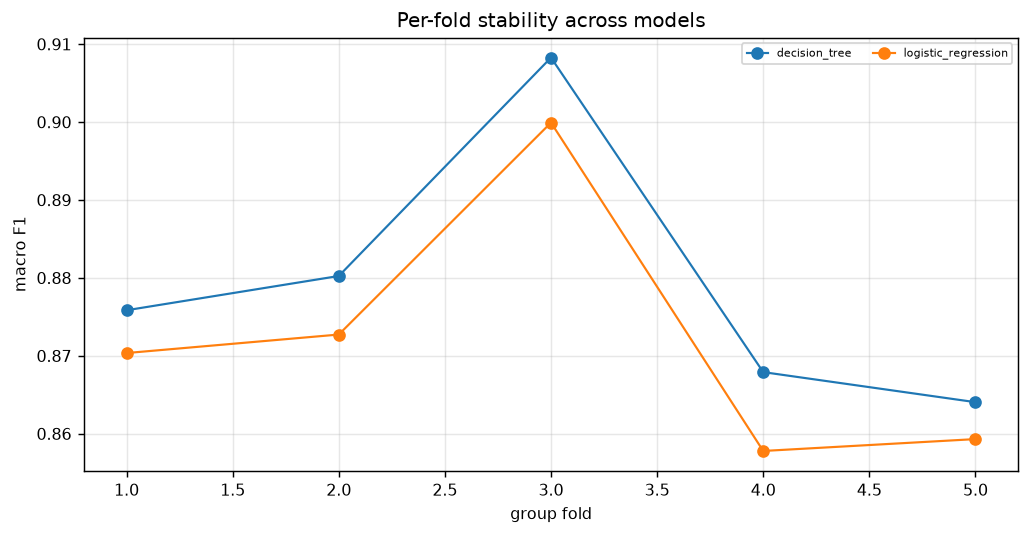 Per-fold stability across models
decision_tree logistic_regression
0.91
0.90
0.89
0.88
0.87
0.86
macro F1
1.0 1.5 2.0 2.5 3.0 3.5 4.0 4.5 5.0
group fold